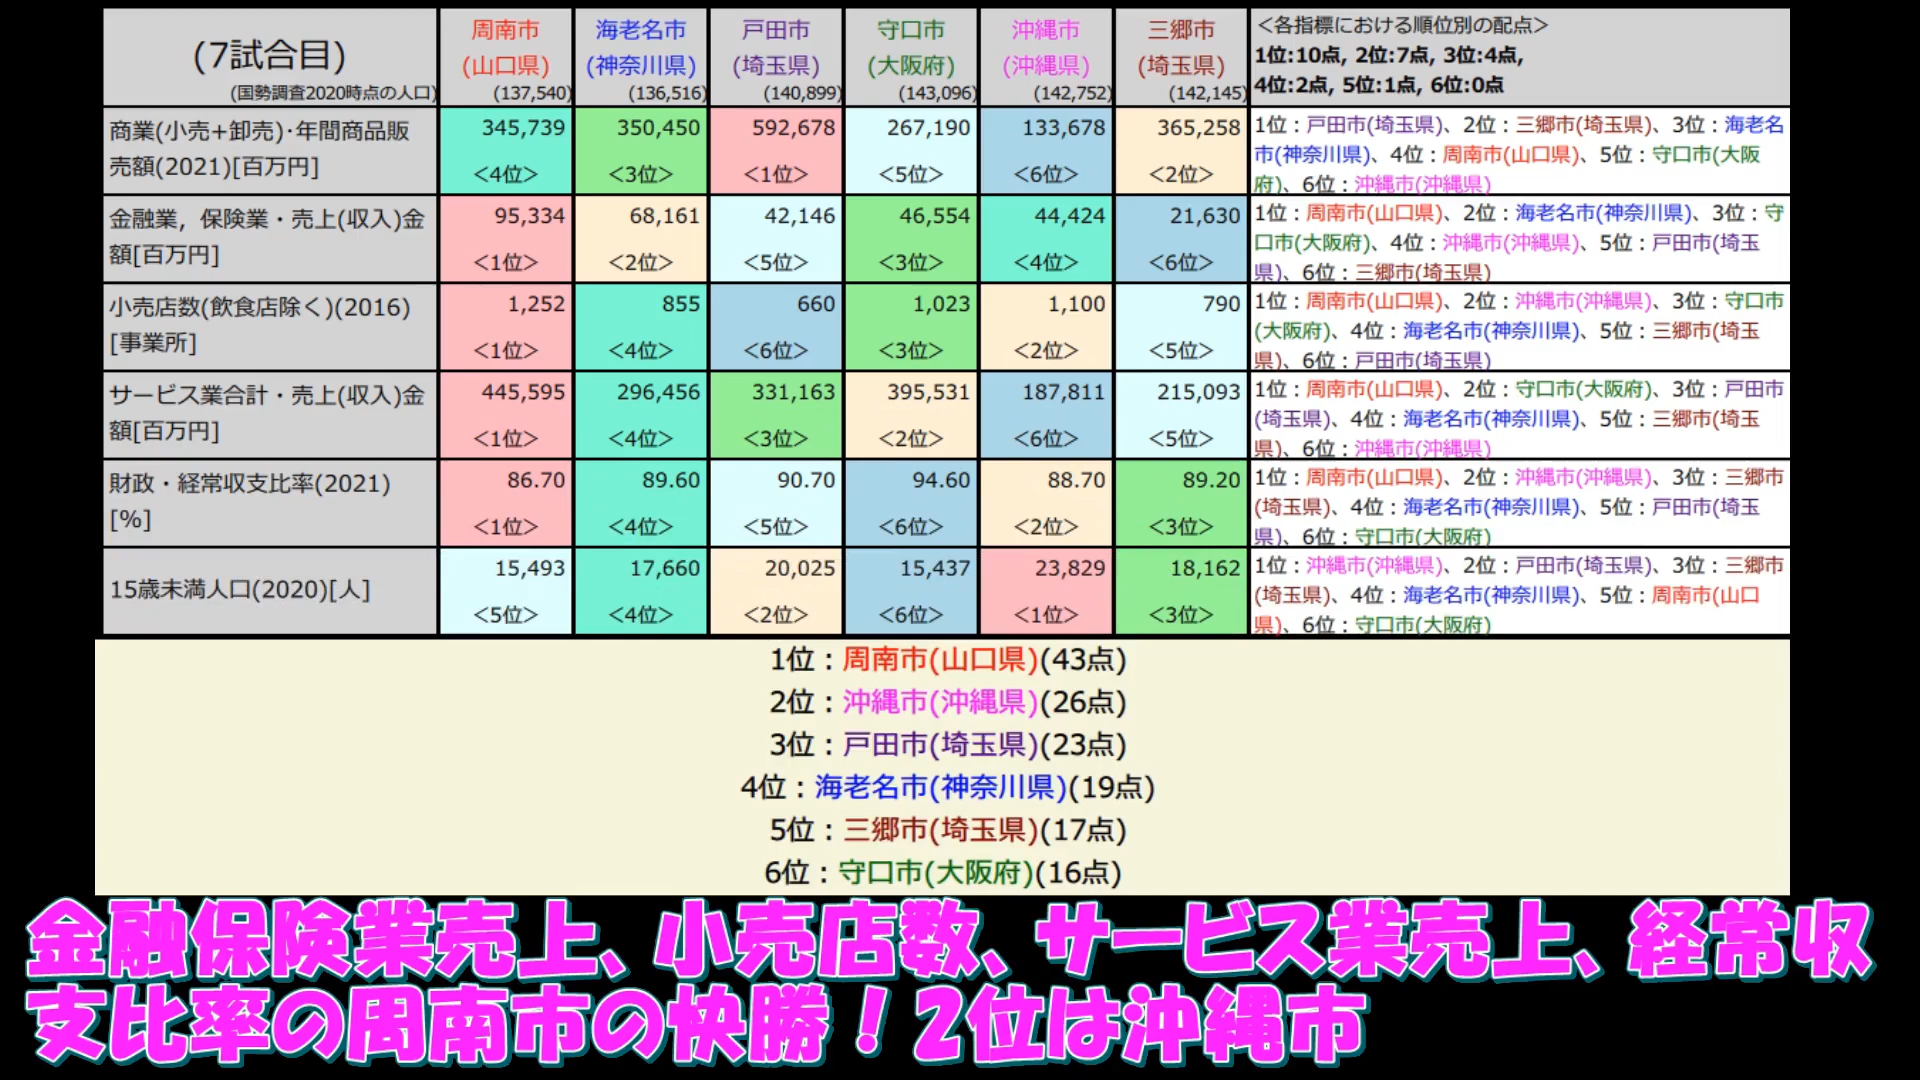 (7試合目)
(国勢調査2020時点の人口)
周南市
(山口県)
(137,540)
海老名市
(神奈川県)
(136,516)
戸田市
(埼玉県)
(140,899)
守口市
(大阪府)
(143,096)
沖縄市
(沖縄県)
(142,752)
三郷市
(埼玉県)
(142,145)
＜各指標における順位別の配点＞
1位:10点, 2位:7点, 3位:4点,
4位:2点, 5位:1点, 6位:0点
商業(小売+卸売)･年間商品販
売額(2021)[百万円]
345,739 350,450 592,678 267,190 133,678 365,258
<4位> <3位> <1位> <5位> <6位> <2位>
1位：戸田市(埼玉県)、2位：三郷市(埼玉県)、3位：海老名
市(神奈川県)、4位：周南市(山口県)、5位：守口市(大阪
府)、6位：沖縄市(沖縄県)
金融業，保険業・売上(収入)金
額[百万円]
95,334 68,161 42,146 46,554 44,424 21,630
<1位> <2位> <5位> <3位> <4位> <6位>
1位：周南市(山口県)、2位：海老名市(神奈川県)、3位：守
口市(大阪府)、4位：沖縄市(沖縄県)、5位：戸田市(埼玉
県)、6位：三郷市(埼玉県)
小売店数(飲食店除く)(2016)
[事業所]
1,252 855 660 1,023 1,100 790
<1位> <4位> <6位> <3位> <2位> <5位>
1位：周南市(山口県)、2位：沖縄市(沖縄県)、3位：守口市
(大阪府)、4位：海老名市(神奈川県)、5位：三郷市(埼玉
県)、6位：戸田市(埼玉県)
サービス業合計・売上(収入)金
額[百万円]
445,595 296,456 331,163 395,531 187,811 215,093
<1位> <4位> <3位> <2位> <6位> <5位>
1位：周南市(山口県)、2位：守口市(大阪府)、3位：戸田市
(埼玉県)、4位：海老名市(神奈川県)、5位：三郷市(埼玉
県)、6位：沖縄市(沖縄県)
財政・経常収支比率(2021)
[%]
86.70 89.60 90.70 94.60 88.70 89.20
<1位> <4位> <5位> <6位> <2位> <3位>
1位：周南市(山口県)、2位：沖縄市(沖縄県)、3位：三郷市
(埼玉県)、4位：海老名市(神奈川県)、5位：戸田市(埼玉
県)、6位：守口市(大阪府)
15歳未満人口(2020)[人]
15,493 17,660 20,025 15,437 23,829 18,162
<5位> <4位> <2位> <6位> <1位> <3位>
1位：沖縄市(沖縄県)、2位：戸田市(埼玉県)、3位：三郷市
(埼玉県)、4位：海老名市(神奈川県)、5位：周南市(山口
県)、6位：守口市(大阪府)
1位：周南市(山口県)(43点)
2位：沖縄市(沖縄県)(26点)
3位：戸田市(埼玉県)(23点)
4位：海老名市(神奈川県)(19点)
5位：三郷市(埼玉県)(17点)
6位：守口市(大阪府)(16点)
金融保険業売上、小売店数、サービス業売上、経常収
支比率の周南市の快勝！2位は沖縄市